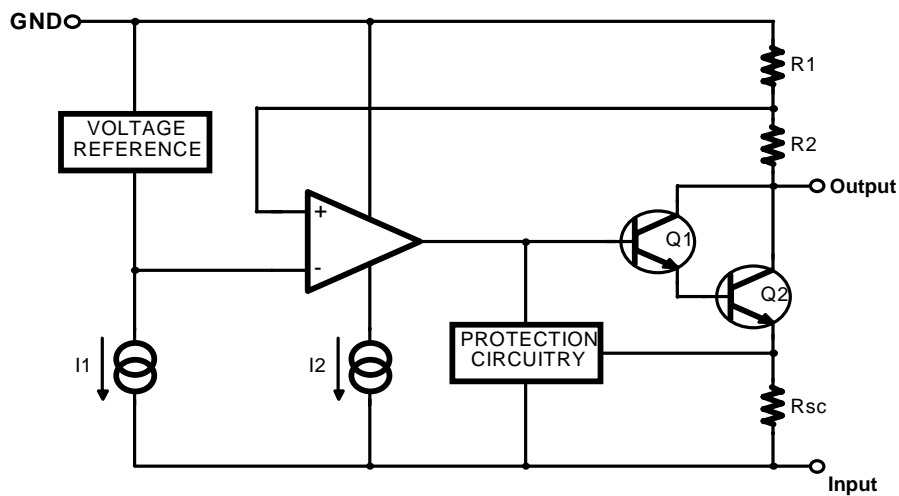 GND
R1
VOLTAGE
REFERENCE
R2
Output
+
Q1
-
Q2
PROTECTION
CIRCUITRY
I1
I2
Rsc
Input